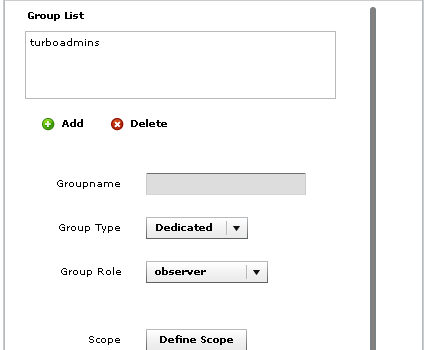 Group List
turboadmins
Add Delete
Groupname
Group Type Dedicated
Group Role observer
Scope Define Scope